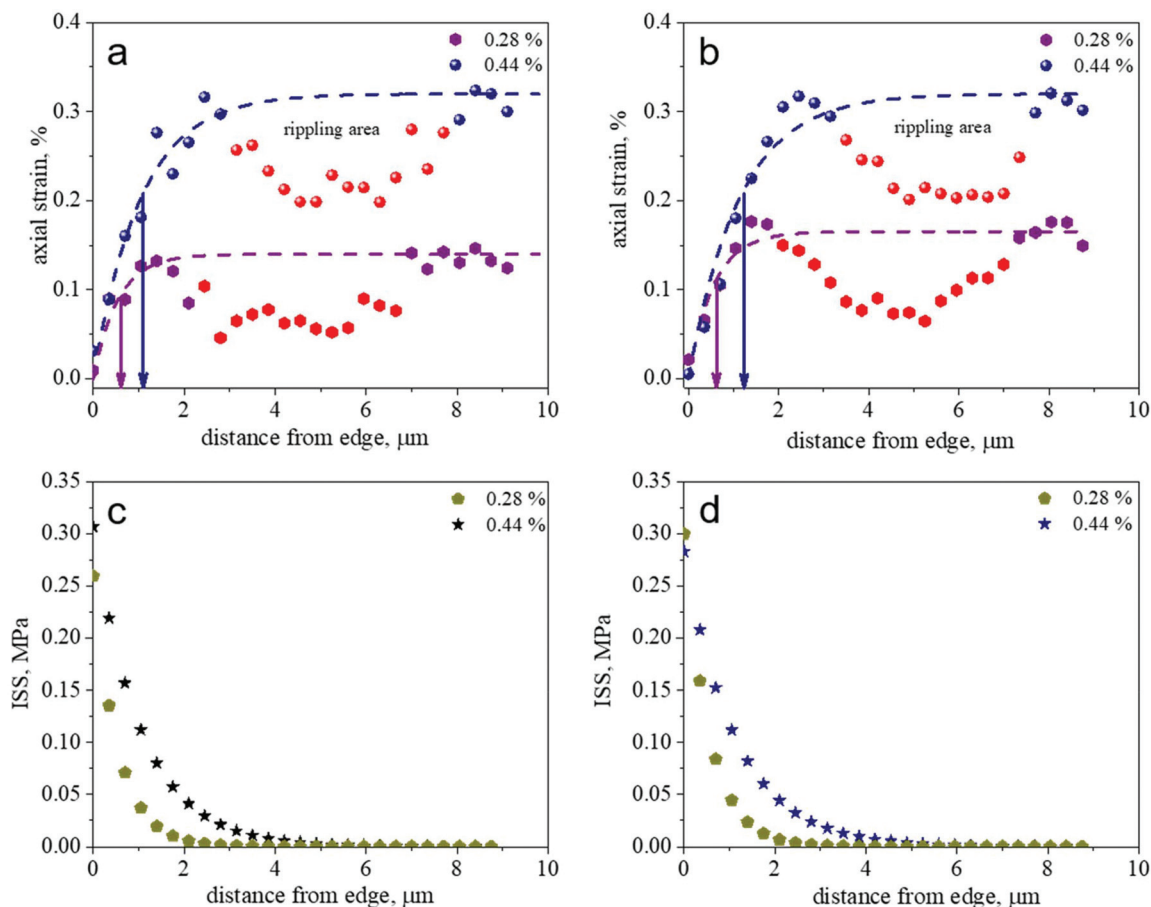 a
0.28 %
0.44 %
rippling area
axial strain, %
0.4
0.3
0.2
0.1
0.0
0 2 4 6 8 10
distance from edge, μm
b
0.28 %
0.44 %
rippling area
axial strain, %
0.4
0.3
0.2
0.1
0.0
0 2 4 6 8 10
distance from edge, μm
c
0.28 %
0.44 %
ISS, MPa
0.35
0.30
0.25
0.20
0.15
0.10
0.05
0.00
0 2 4 6 8 10
distance from edge, μm
d
0.28 %
0.44 %
ISS, MPa
0.35
0.30
0.25
0.20
0.15
0.10
0.05
0.00
0 2 4 6 8 10
distance from edge, μm